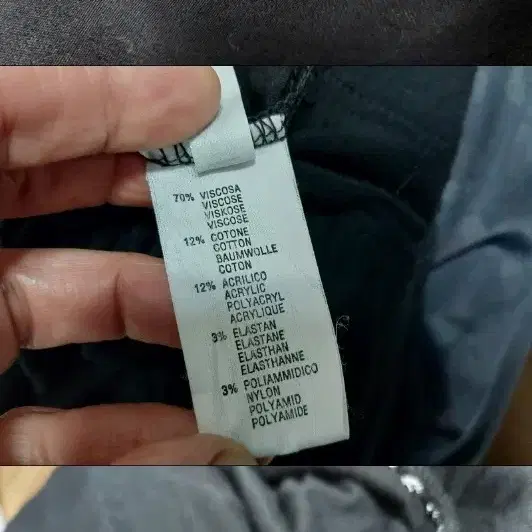 70% VISCOSA
VISCOSE
VISKOSE
VISCOSE
12% COTONE
COTTON
BAUMWOLLE
COTON
12% ACRILICO
ACRYLIC
POLYACRYL
ACRYLIQUE
3% ELASTAN
ELASTANE
ELASTHAN
ELASTHANNE
3% POLIAMMIDICO
NYLON
POLYAMID
POLYAMIDE